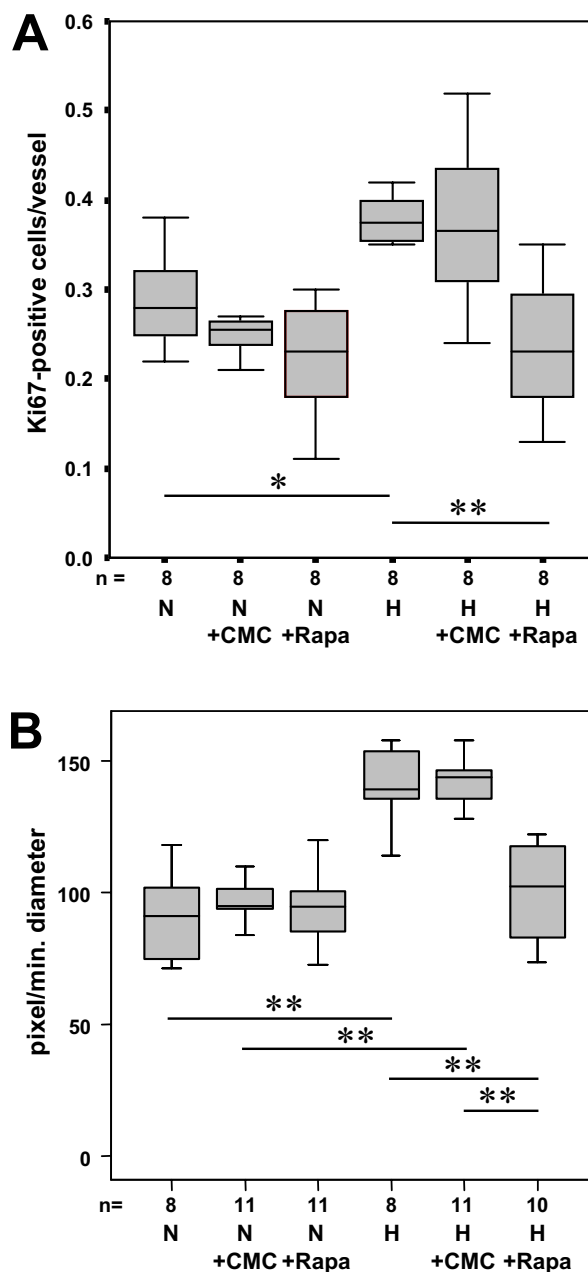 A
Ki67-positive cells/vessel
0.6
0.5
0.4
0.3
0.2
0.1
0.0
*
**
n = 8 8 8 8 8 8
N N N H H H
+CMC +Rapa +CMC +Rapa
B
pixel/min. diameter
150
100
50
0
**
**
**
**
n= 8 11 11 8 11 10
N N N H H H
+CMC +Rapa +CMC +Rapa